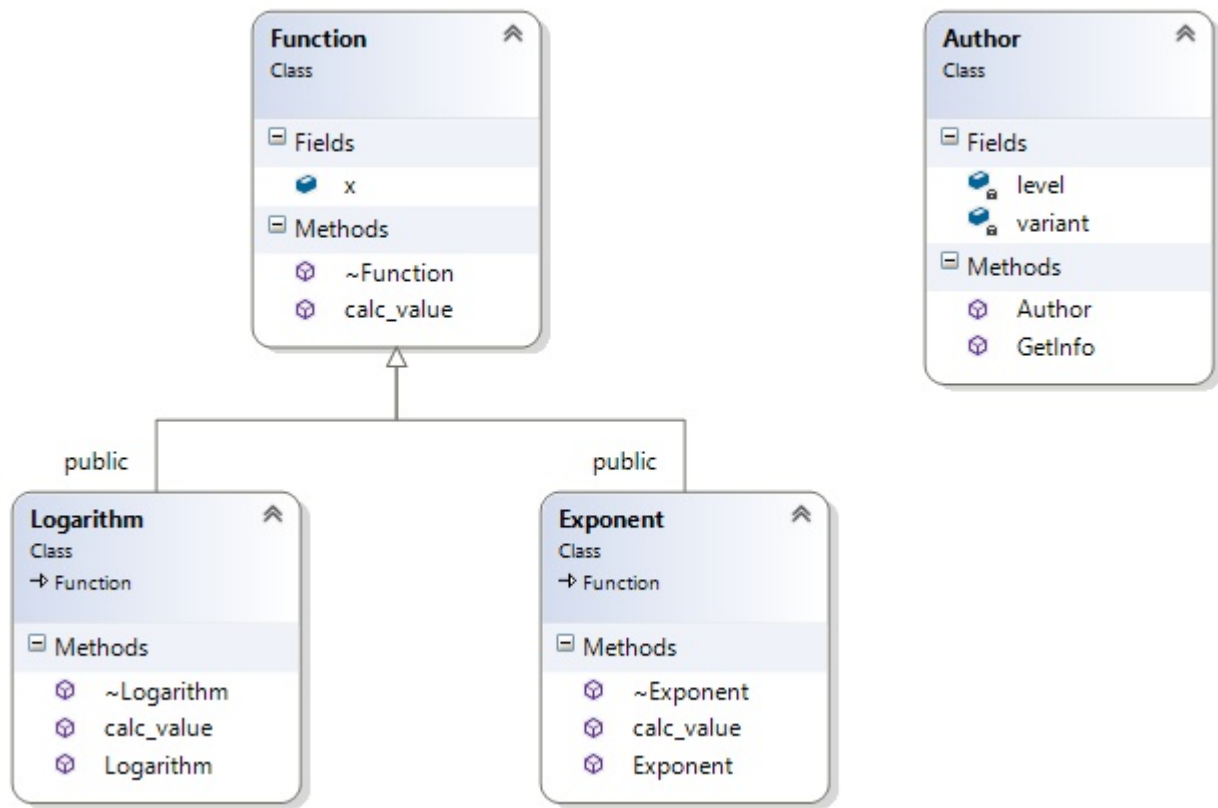 Function
Class
Fields
x
Methods
~Function
calc_value
Author
Class
Fields
level
variant
Methods
Author
GetInfo
public
public
Logarithm
Class
Function
Methods
~Logarithm
calc_value
Logarithm
Exponent
Class
Function
Methods
~Exponent
calc_value
Exponent